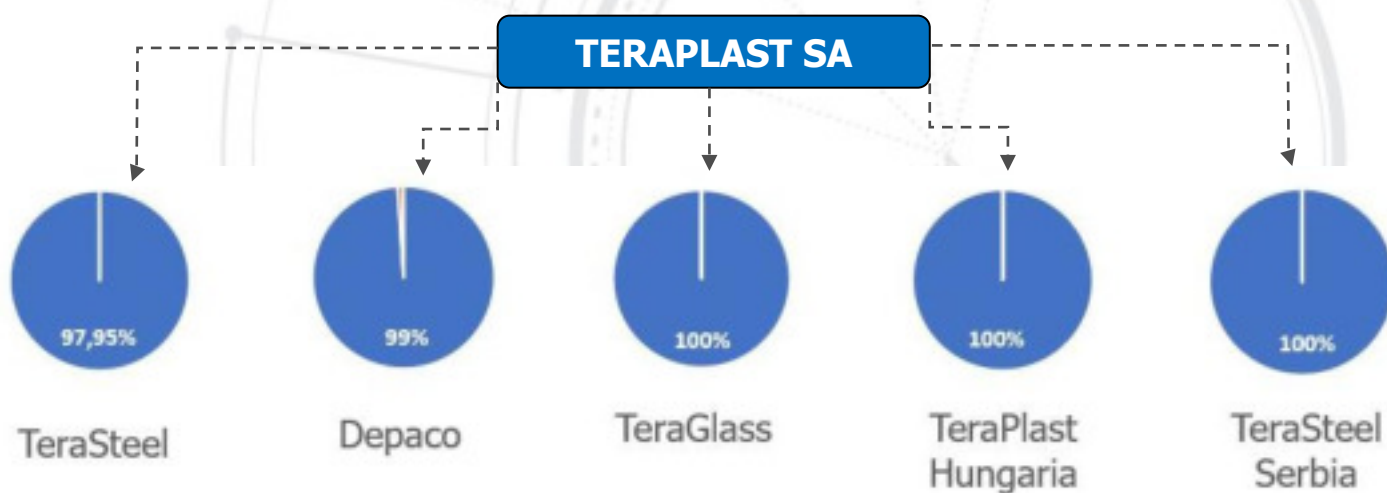 TERAPLAST SA
97,95%
99%
100%
100%
100%
TeraSteel
Depaco
TeraGlass
TeraPlast
Hungaria
TeraSteel
Serbia